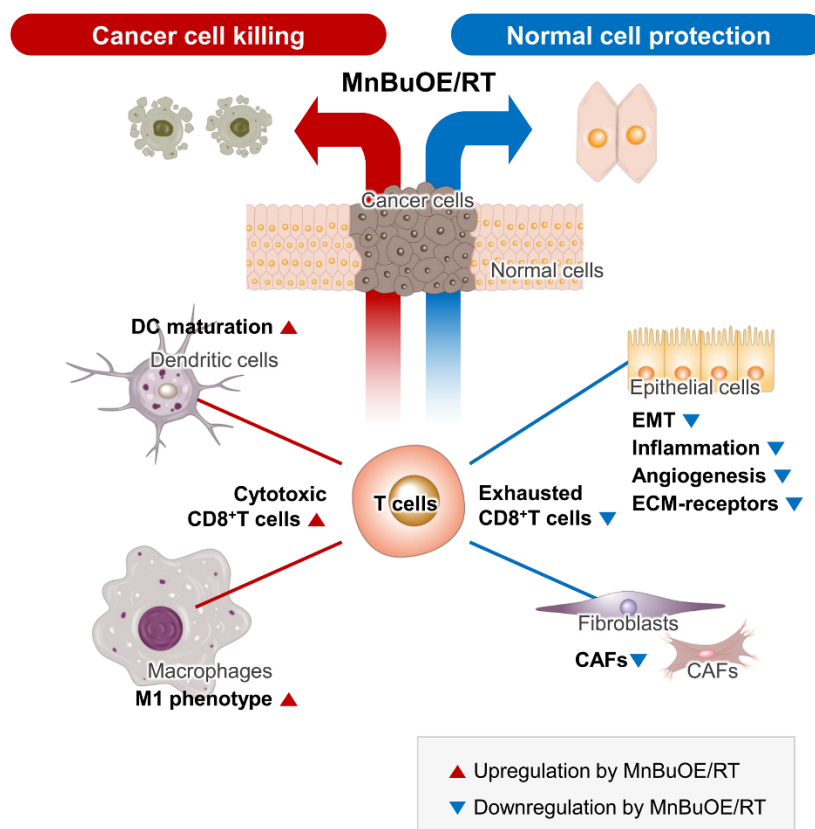 Cancer cell killing
Normal cell protection
MnBuOE/RT
Cancer cells
Normal cells
DC maturation ▲
Dendritic cells
Epithelial cells
EMT ▼
Inflammation ▼
Angiogenesis ▼
ECM-receptors ▼
Cytotoxic
CD8⁺T cells ▲
T cells
Exhausted
CD8⁺T cells ▼
Macrophages
M1 phenotype ▲
Fibroblasts
CAFs▼
CAFs
▲ Upregulation by MnBuOE/RT
▼ Downregulation by MnBuOE/RT